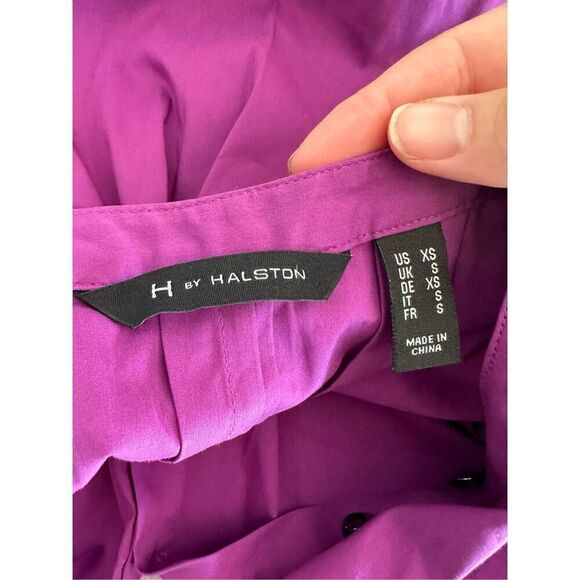 H BY HALSTON
US XS
UK S
DE XS
IT S
FR S
MADE IN
CHINA